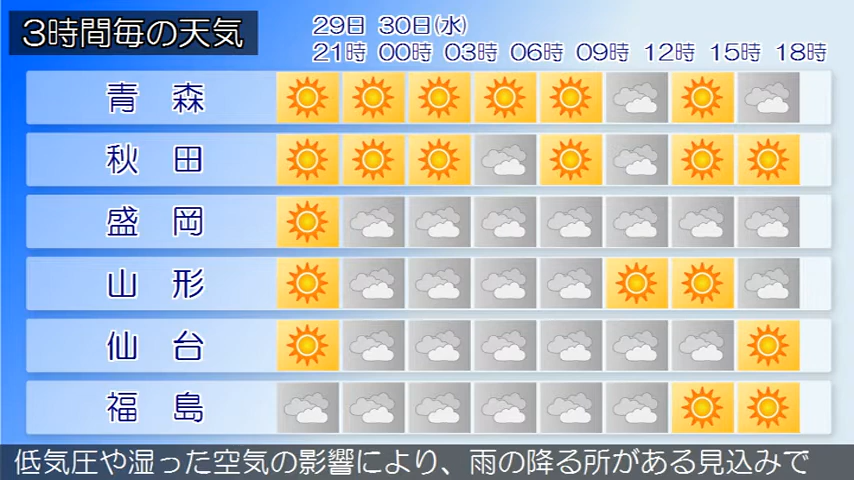 3時間毎の天気
29日 30日(水)
21時 00時 03時 06時 09時 12時 15時 18時
青森
秋田
盛岡
山形
仙台
福島
低気圧や湿った空気の影響により、雨の降る所がある見込みで